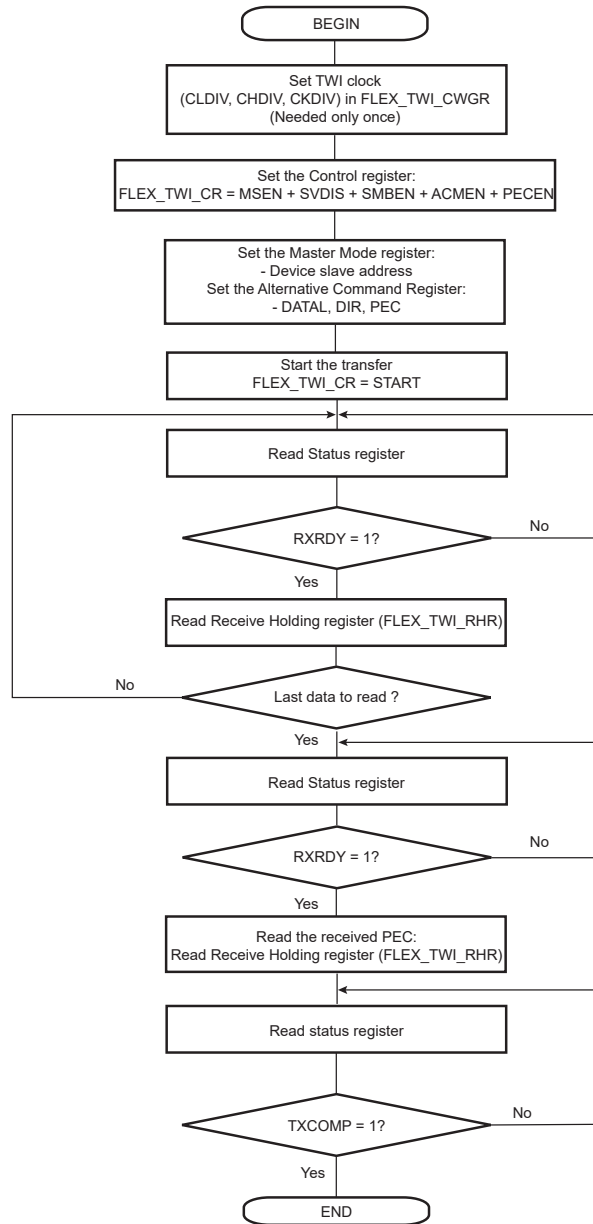 BEGIN
Set TWI clock
(CLDIV, CHDIV, CKDIV) in FLEX_TWI_CWGR
(Needed only once)
Set the Control register:
FLEX_TWI_CR = MSEN + SVDIS + SMBEN + ACMEN + PECEN
Set the Master Mode register:
- Device slave address
Set the Alternative Command Register:
- DATAL, DIR, PEC
Start the transfer
FLEX_TWI_CR = START
Read Status register
RXRDY = 1?
No
Yes
Read Receive Holding register (FLEX_TWI_RHR)
Last data to read ?
No
Yes
Read Status register
RXRDY = 1?
No
Yes
Read the received PEC:
Read Receive Holding register (FLEX_TWI_RHR)
Read status register
TXCOMP = 1?
No
Yes
END